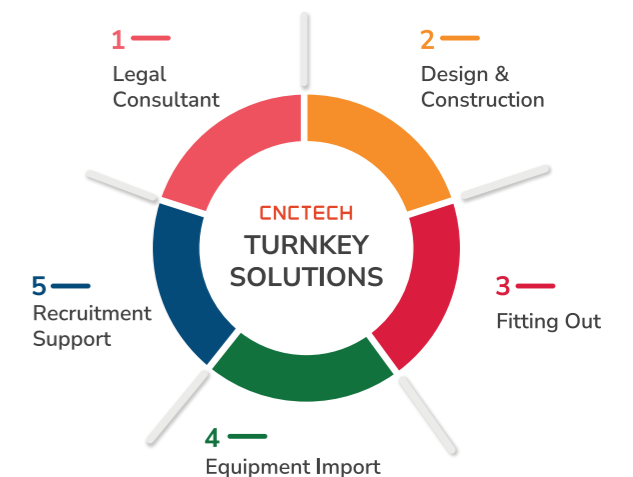 1
Legal
Consultant
2
Design &
Construction
CNCTECH
TURNKEY
SOLUTIONS
3
Fitting Out
4
Equipment Import
5
Recruitment
Support